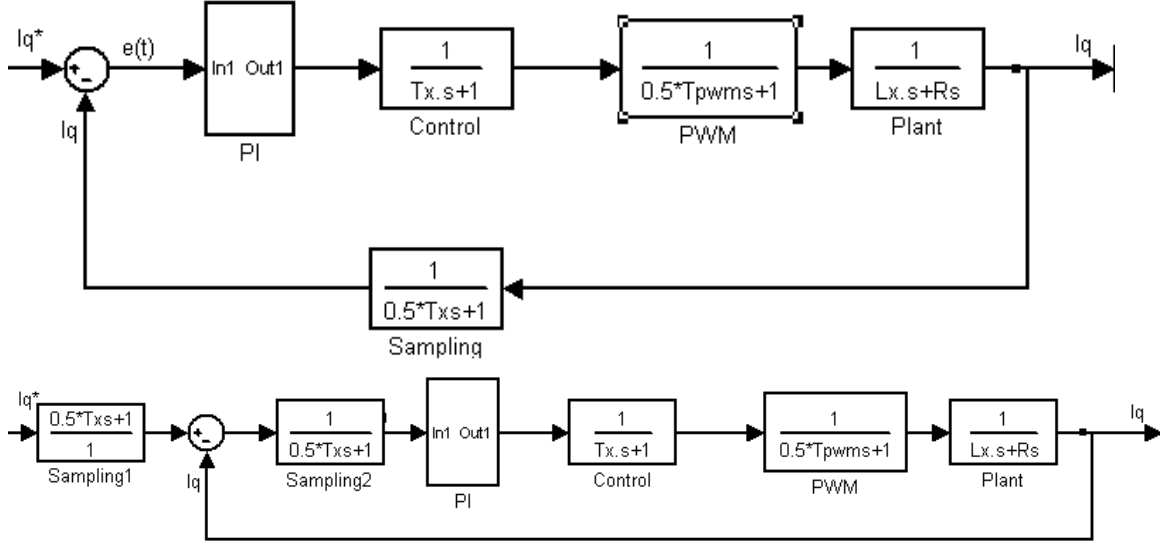 Iq*
e(t)
In1 Out1
PI
1
Tx.s+1
Control
1
0.5*Tpwms+1
PWM
1
Lx.s+Rs
Plant
Iq
Iq
1
0.5*Txs+1
Sampling
Iq*
0.5*Txs+1
1
Sampling1
Iq
1
0.5*Txs+1
Sampling2
In1 Out1
PI
1
Tx.s+1
Control
1
0.5*Tpwms+1
PWM
1
Lx.s+Rs
Plant
Iq